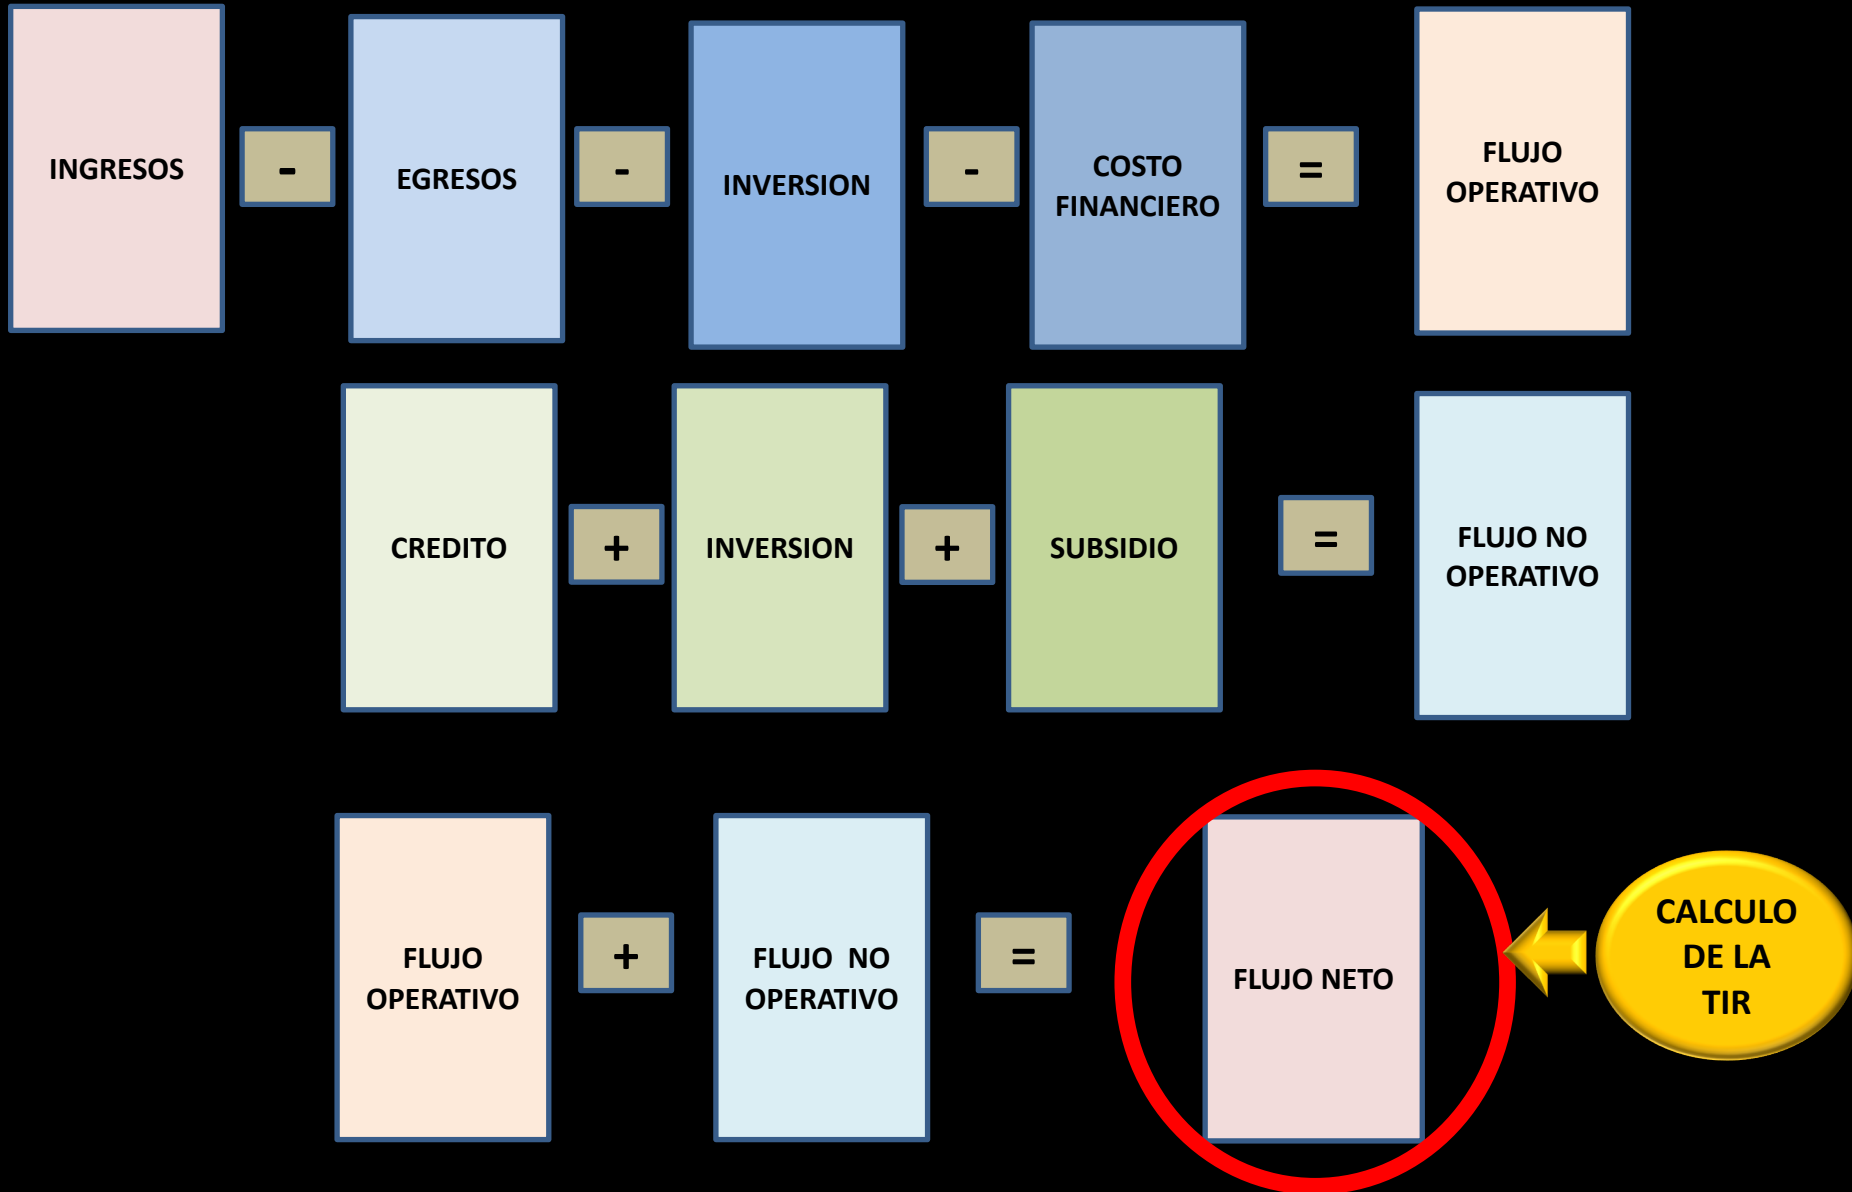 INGRESOS
-
EGRESOS
-
INVERSION
-
COSTO
FINANCIERO
=
FLUJO
OPERATIVO
CREDITO
+
INVERSION
+
SUBSIDIO
=
FLUJO NO
OPERATIVO
FLUJO
OPERATIVO
+
FLUJO  NO
OPERATIVO
=
FLUJO NETO
CALCULO
DE LA
TIR